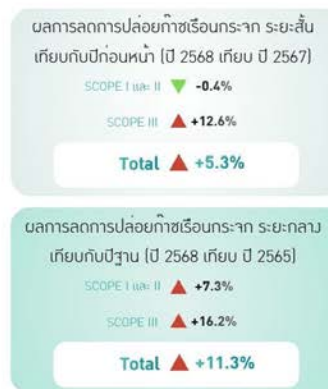 ผลการลดการปล่อยก๊าซเรือนกระจก ระยะสั้น
เทียบกับปีก่อนหน้า (ปี 2568 เทียบ ปี 2567)
SCOPE I และ II ▼ -0.4%
SCOPE III ▲ +12.6%
Total ▲ +5.3%
ผลการลดการปล่อยก๊าซเรือนกระจก ระยะกลาง
เทียบกับปีฐาน (ปี 2568 เทียบ ปี 2565)
SCOPE I และ II ▲ +7.3%
SCOPE III ▲ +16.2%
Total ▲ +11.3%